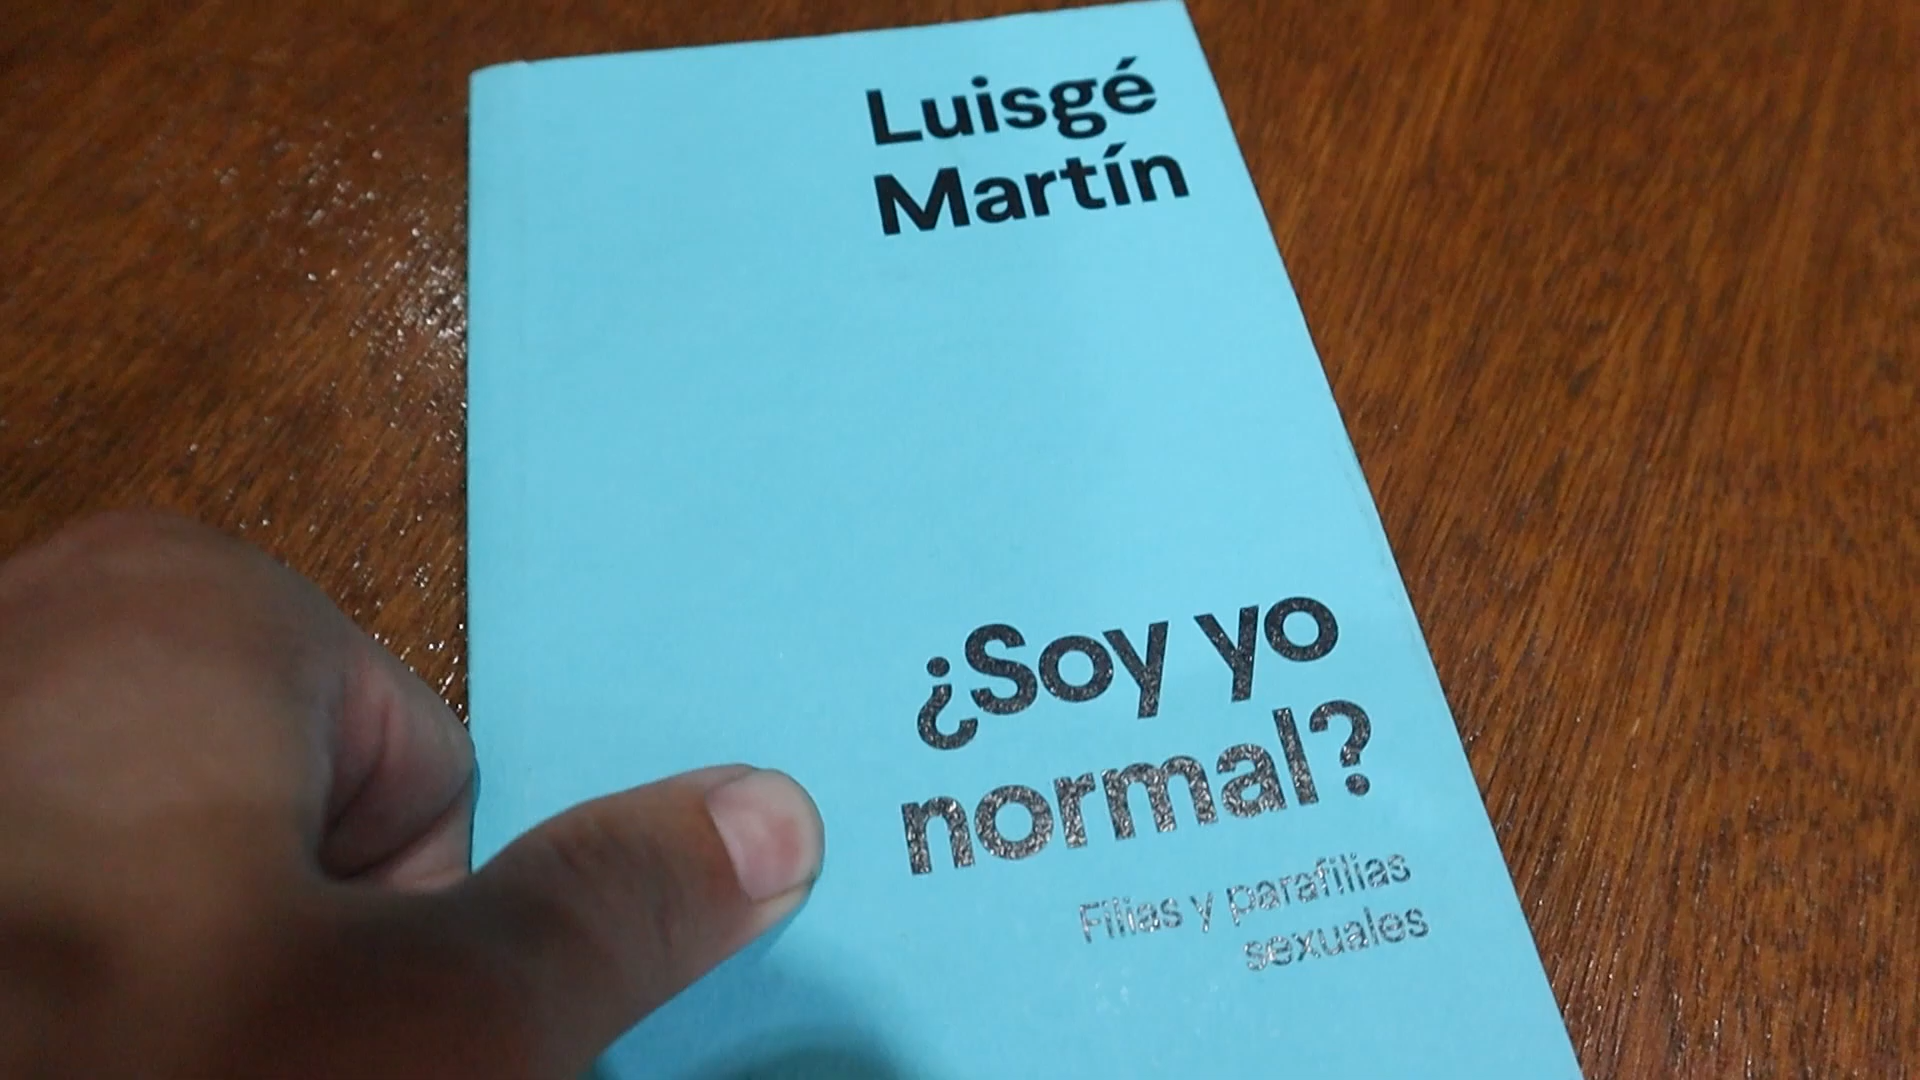 Luisgé
Martín
¿Soy yo
normal?
Filias y parafilias
sexuales